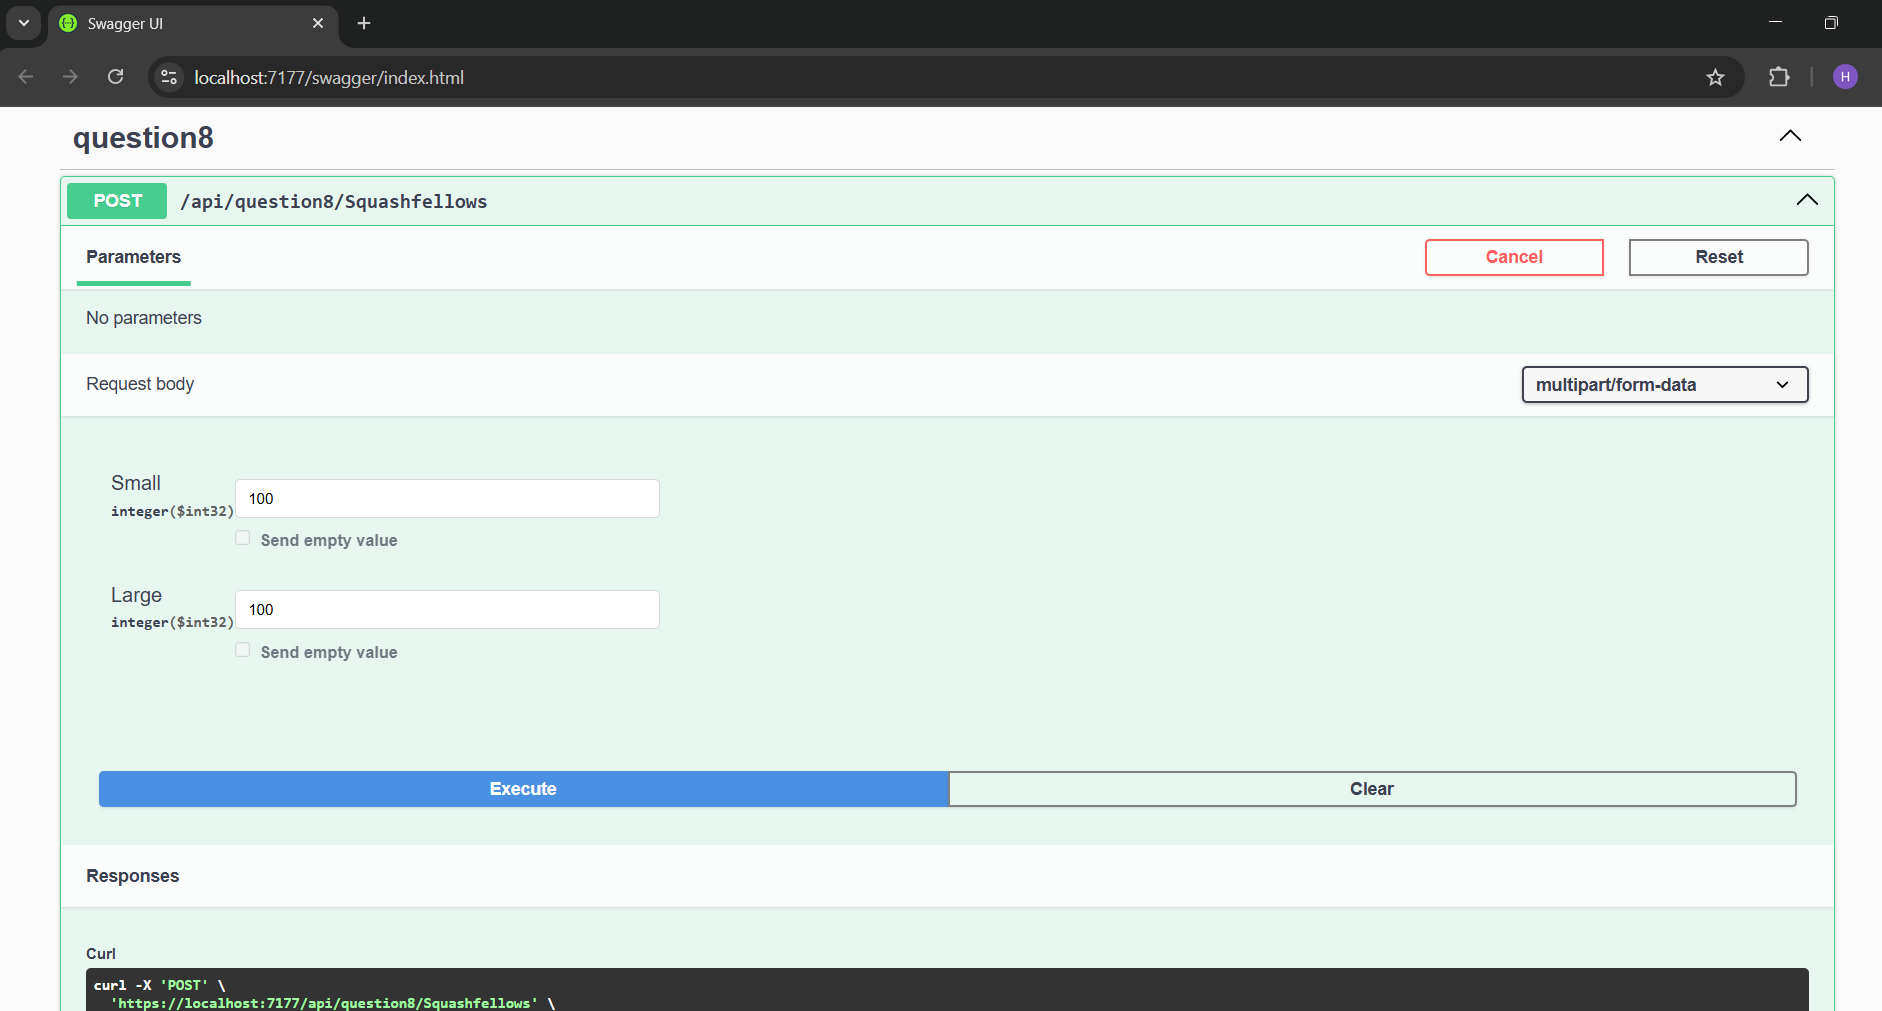 Swagger UI
localhost:7177/swagger/index.html
H
question8
POST /api/question8/Squashfellows
Parameters
Cancel
Reset
No parameters
Request body
multipart/form-data
Small
integer($int32)
100
Send empty value
Large
integer($int32)
100
Send empty value
Execute
Clear
Responses
Curl
curl -X 'POST' \
'https://localhost:7177/api/question8/Squashfellows' \